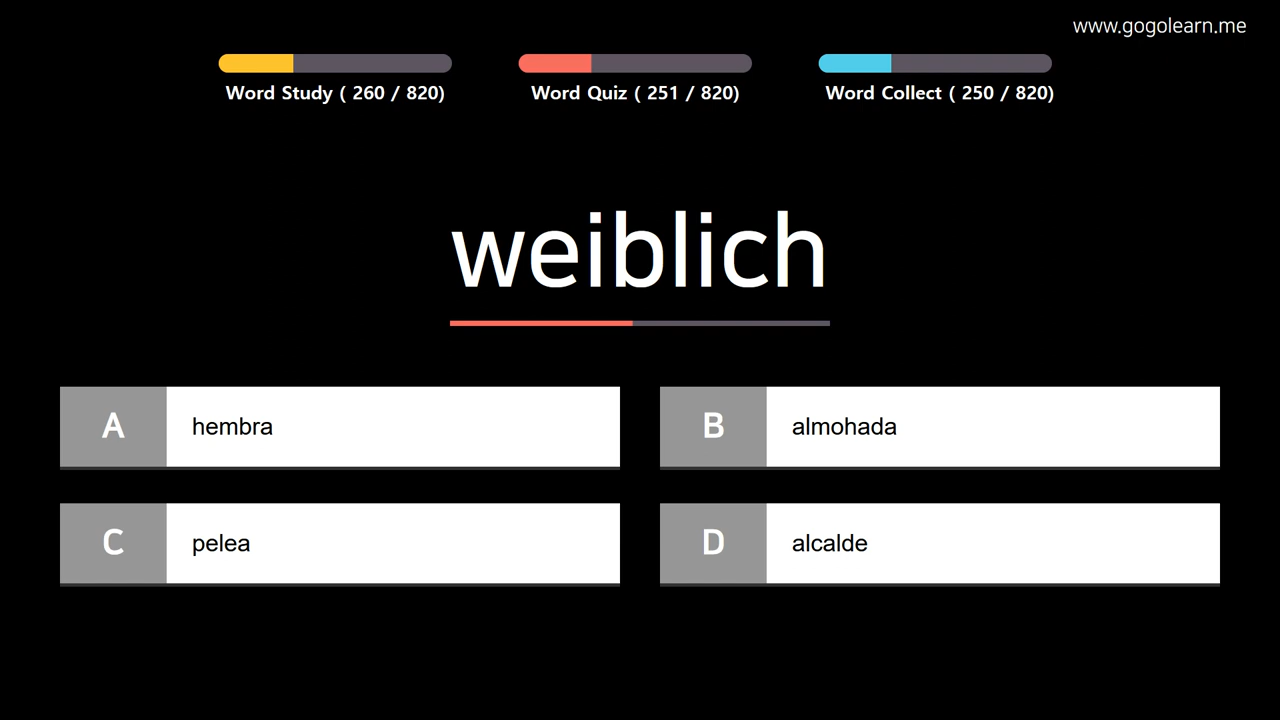 www.gogolearn.me
Word Study ( 260 / 820)
Word Quiz ( 251 / 820)
Word Collect ( 250 / 820)
weiblich
A hembra
B almohada
C pelea
D alcalde